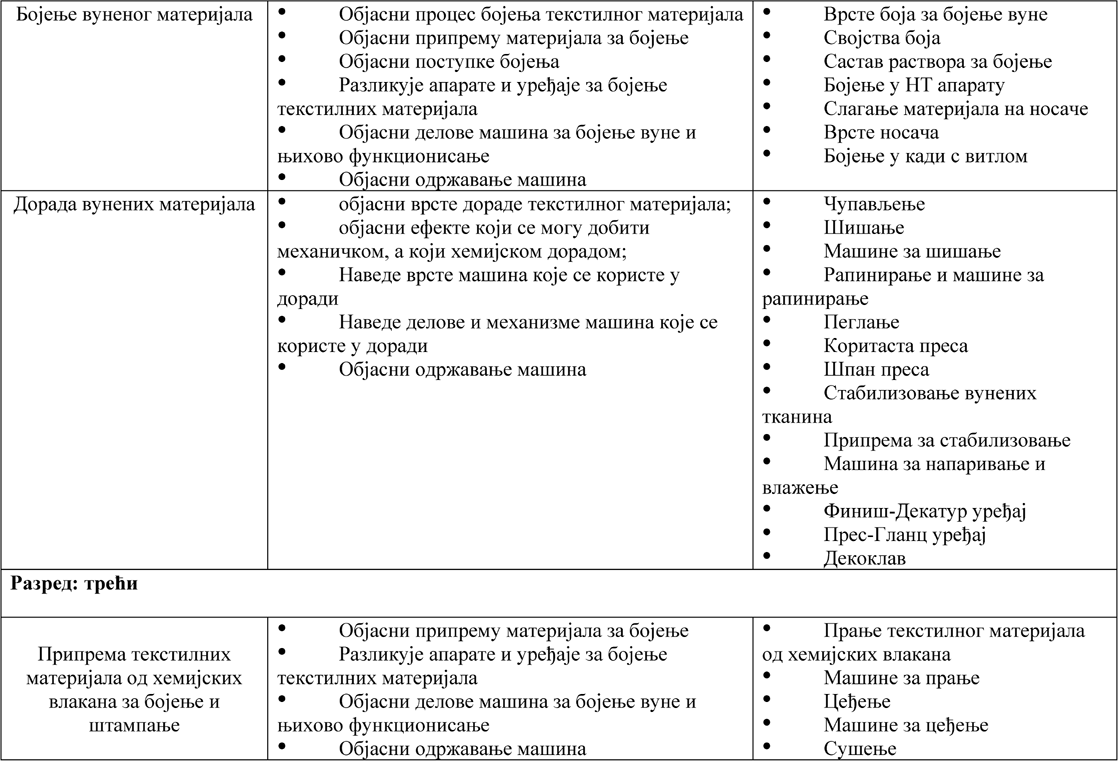 Бојење вуненог материјала
• Објасни процес бојења текстилног материјала
• Објасни припрему материјала за бојење
• Објасни поступке бојења
• Разликује апарате и уређаје за бојење
текстилних материјала
• Објасни делове машина за бојење вуне и
њихово функционисање
• Објасни одржавање машина
• Врсте боја за бојење вуне
• Својства боја
• Састав раствора за бојење
• Бојење у НТ апарату
• Слагање материјала на носаче
• Врсте носача
• Бојење у кади с витлом
Дорада вунених материјала
• објасни врсте дораде текстилног материјала;
• објасни ефекте који се могу добити
механичком, а који хемијском дорадом;
• Наведе врсте машина које се користе у
доради
• Наведе делове и механизме машина које се
користе у доради
• Објасни одржавање машина
• Чупављење
• Шишање
• Машине за шишање
• Рапинирање и машине за
рапинирање
• Пеглање
• Коритаста преса
• Шпан преса
• Стабилизовање вунених
тканина
• Припрема за стабилизовање
• Машина за напаривање и
влажење
• Финиш-Декатур уређај
• Прес-Гланц уређај
• Декоклав
Разред: трећи
Припрема текстилних
материјала од хемијских
влакана за бојење и
штампање
• Објасни припрему материјала за бојење
• Разликује апарате и уређаје за бојење
текстилних материјала
• Објасни делове машина за бојење вуне и
њихово функционисање
• Објасни одржавање машина
• Прање текстилног материјала
од хемијских влакана
• Машине за прање
• Цеђење
• Машине за цеђење
• Сушење